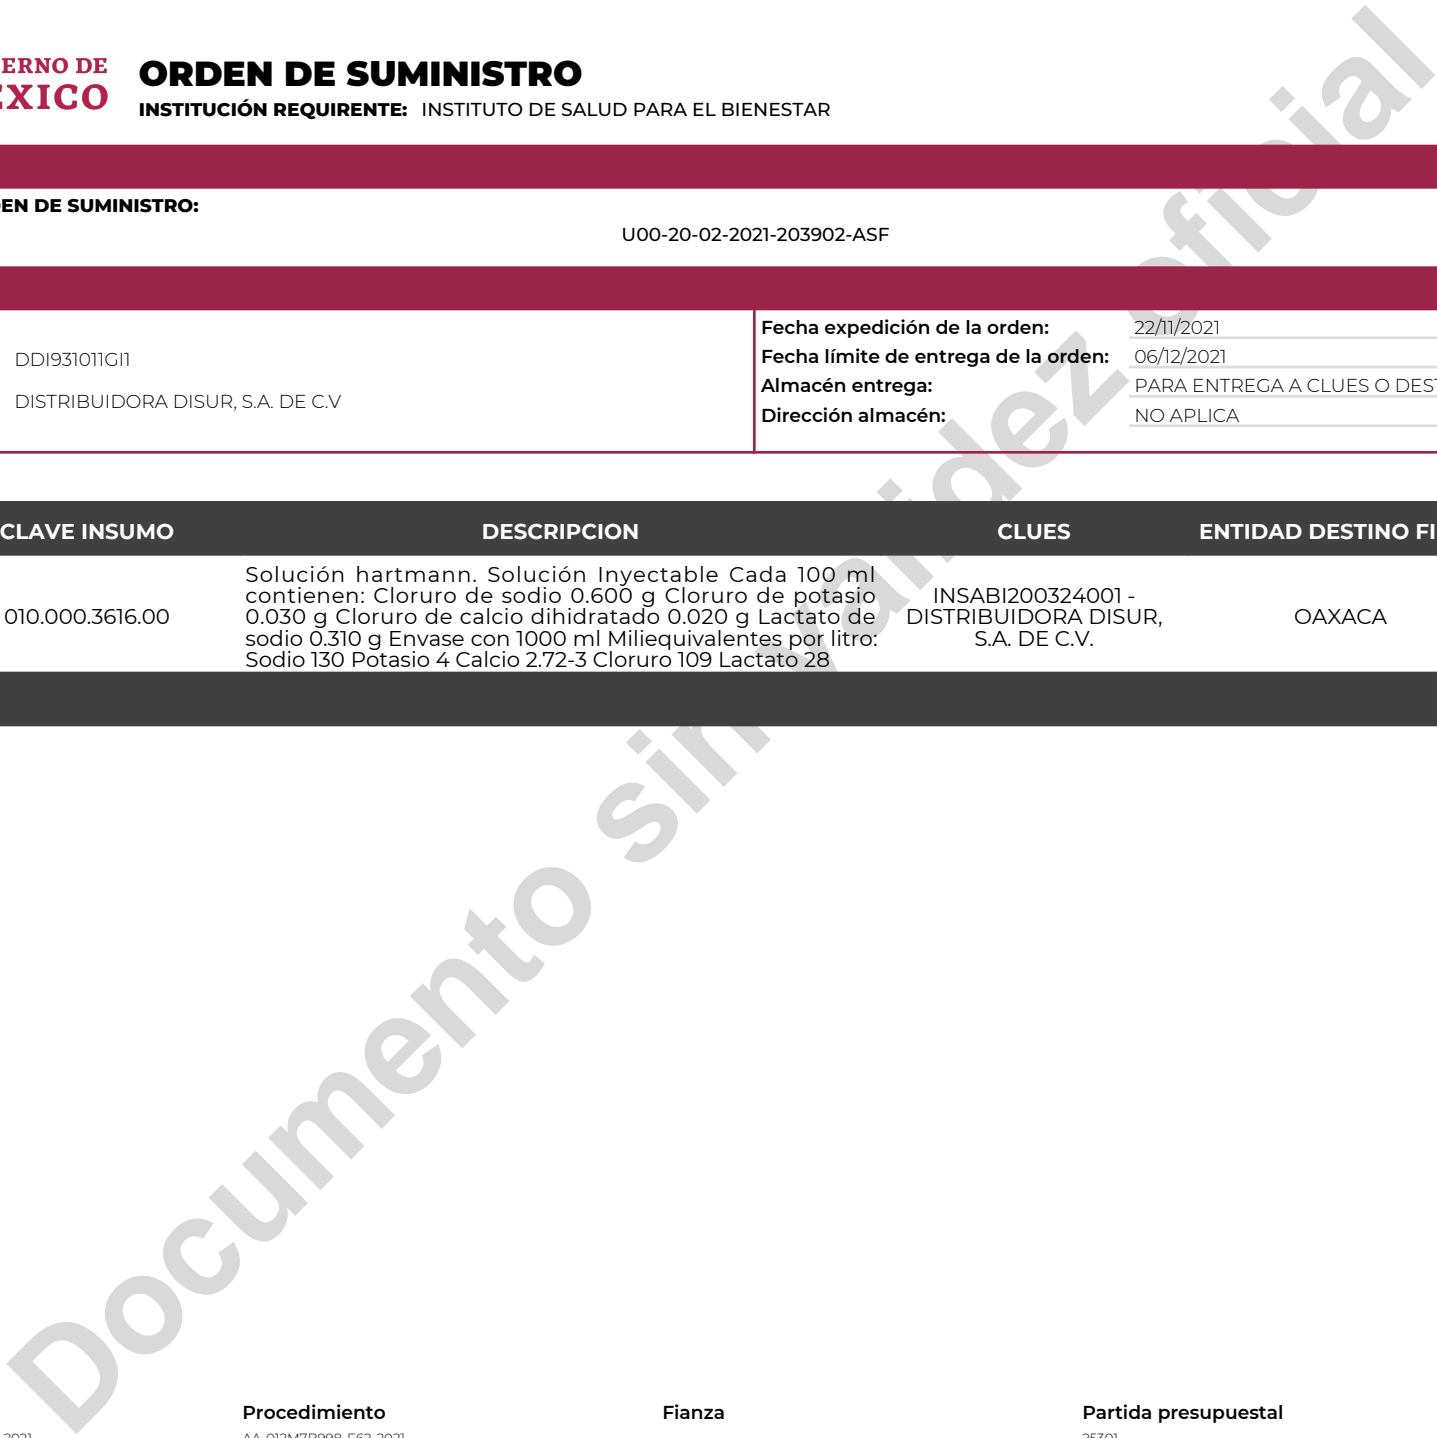 ERNO DE
EXICO
ORDEN DE SUMINISTRO
INSTITUCIÓN REQUIRENTE: INSTITUTO DE SALUD PARA EL BIENESTAR
EN DE SUMINISTRO:
U00-20-02-2021-203902-ASF
DDI931011GI1
DISTRIBUIDORA DISUR, S.A. DE C.V
Fecha expedición de la orden: 22/11/2021
Fecha límite de entrega de la orden: 06/12/2021
Almacén entrega: PARA ENTREGA A CLUES O DEST
Dirección almacén: NO APLICA
CLAVE INSUMO DESCRIPCION CLUES ENTIDAD DESTINO FI
010.000.3616.00
Solución hartmann. Solución Inyectable Cada 100 ml
contienen: Cloruro de sodio 0.600 g Cloruro de potasio
0.030 g Cloruro de calcio dihidratado 0.020 g Lactato de
sodio 0.310 g Envase con 1000 ml Miliequivalentes por litro:
Sodio 130 Potasio 4 Calcio 2.72-3 Cloruro 109 Lactato 28
INSABI200324001 -
DISTRIBUIDORA DISUR,
S.A. DE C.V.
OAXACA
Documento sin validez oficial
Procedimiento Fianza Partida presupuestal